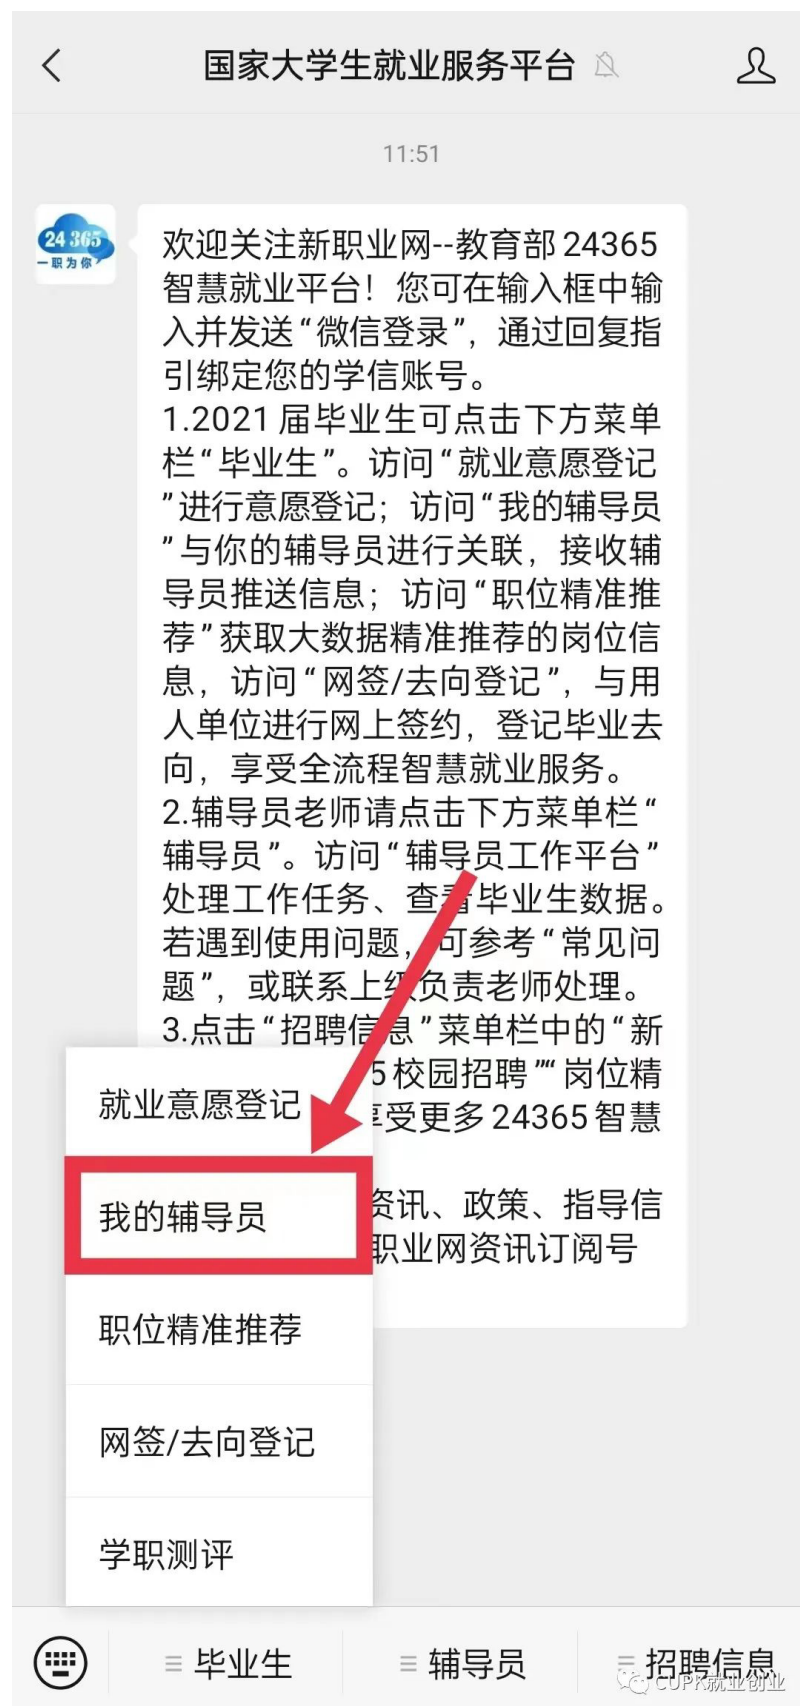 国家大学生就业服务平台
11:51
24 365
一职为你
欢迎关注新职业网--教育部24365
智慧就业平台！您可在输入框中输
入并发送“微信登录”，通过回复指
引绑定您的学信账号。
1.2021届毕业生可点击下方菜单
栏“毕业生”。访问“就业意愿登记
”进行意愿登记；访问“我的辅导员
”与你的辅导员进行关联，接收辅
导员推送信息；访问“职位精准推
荐”获取大数据精准推荐的岗位信
息，访问“网签/去向登记”，与用
人单位进行网上签约，登记毕业去
向，享受全流程智慧就业服务。
2.辅导员老师请点击下方菜单栏“
辅导员”。访问“辅导员工作平台”
处理工作任务、查看毕业生数据。
若遇到使用问题，可参考“常见问
题”，或联系上级负责老师处理。
3.点击“招聘信息”菜单栏中的“新
5校园招聘”“岗位精
享受更多24365智慧
资讯、政策、指导信
职业网资讯订阅号
就业意愿登记
我的辅导员
职位精准推荐
网签/去向登记
学职测评
毕业生
辅导员
招聘信息
CUPK就业创业